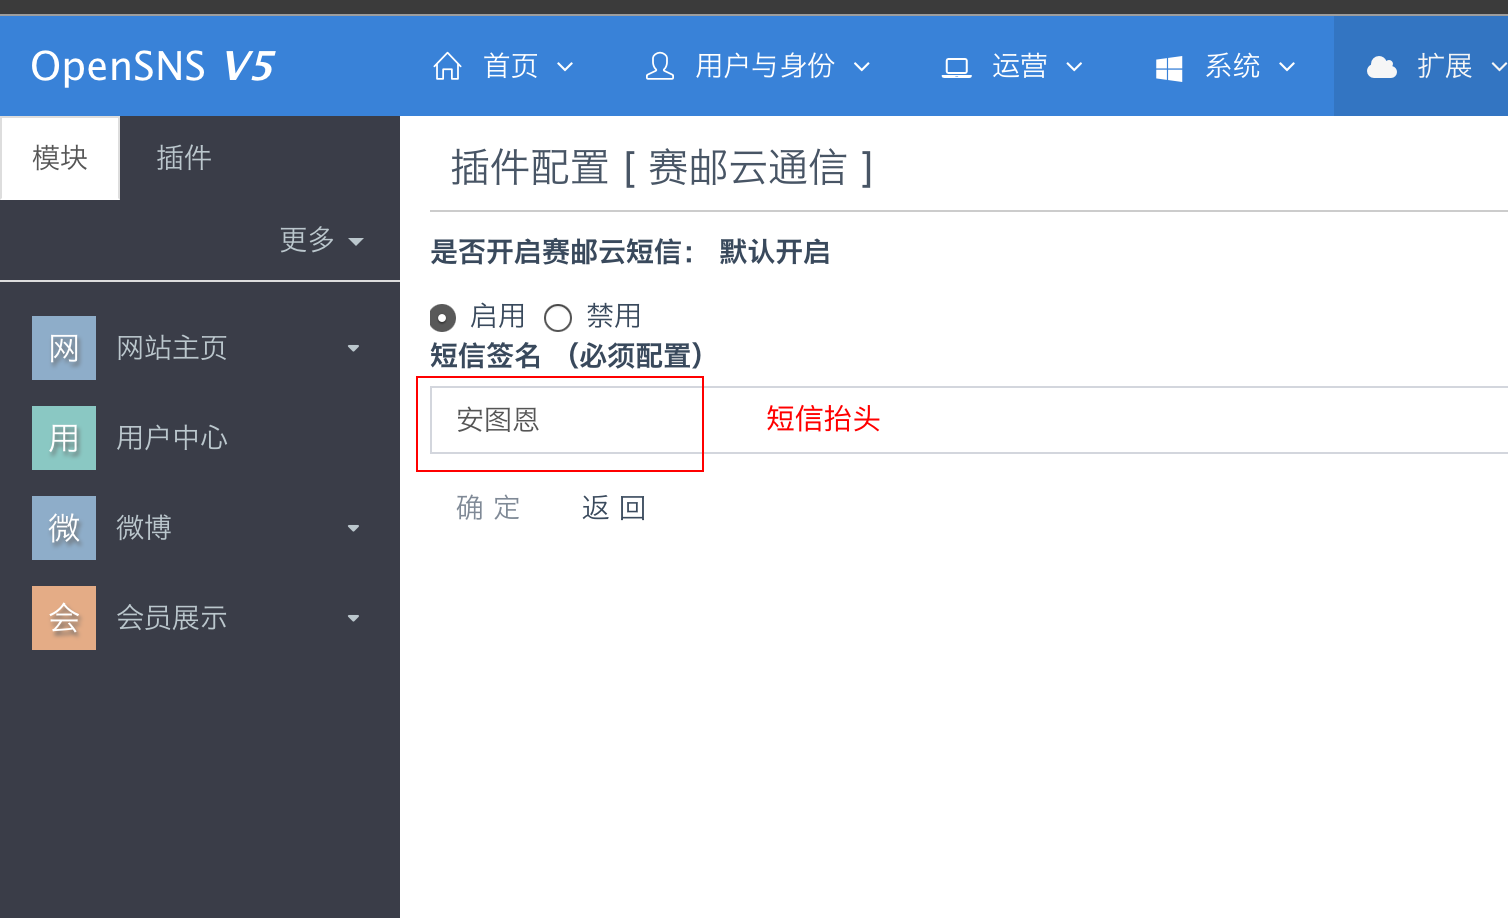 OpenSNS V5
首页
用户与身份
运营
系统
扩展
模块
插件
更多
网 网站主页
用 用户中心
微 微博
会 会员展示
插件配置 [ 赛邮云通信 ]
是否开启赛邮云短信： 默认开启
启用 禁用
短信签名 （必须配置）
安图恩
短信抬头
确 定 返 回